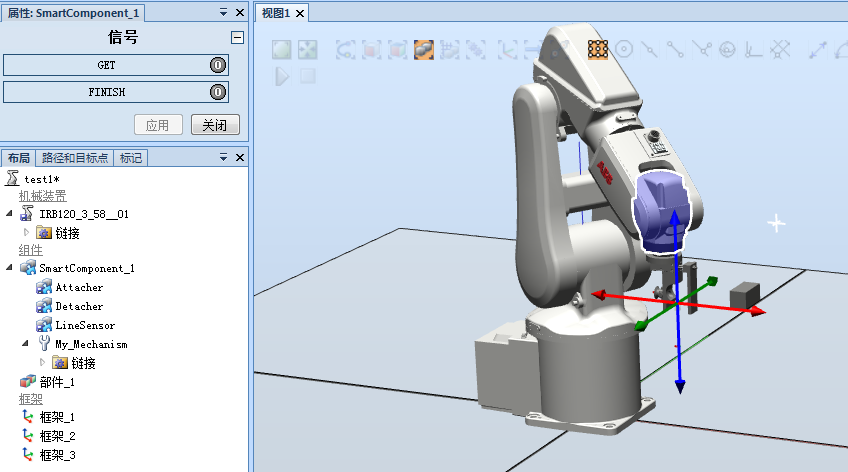 属性: SmartComponent_1
信号
GET
FINISH
应用
关闭
布局
路径和目标点
标记
test1*
机械装置
IRB120_3_58__01
链接
组件
SmartComponent_1
Attacher
Detacher
LineSensor
My_Mechanism
链接
部件_1
框架
框架_1
框架_2
框架_3
视图1
ABB